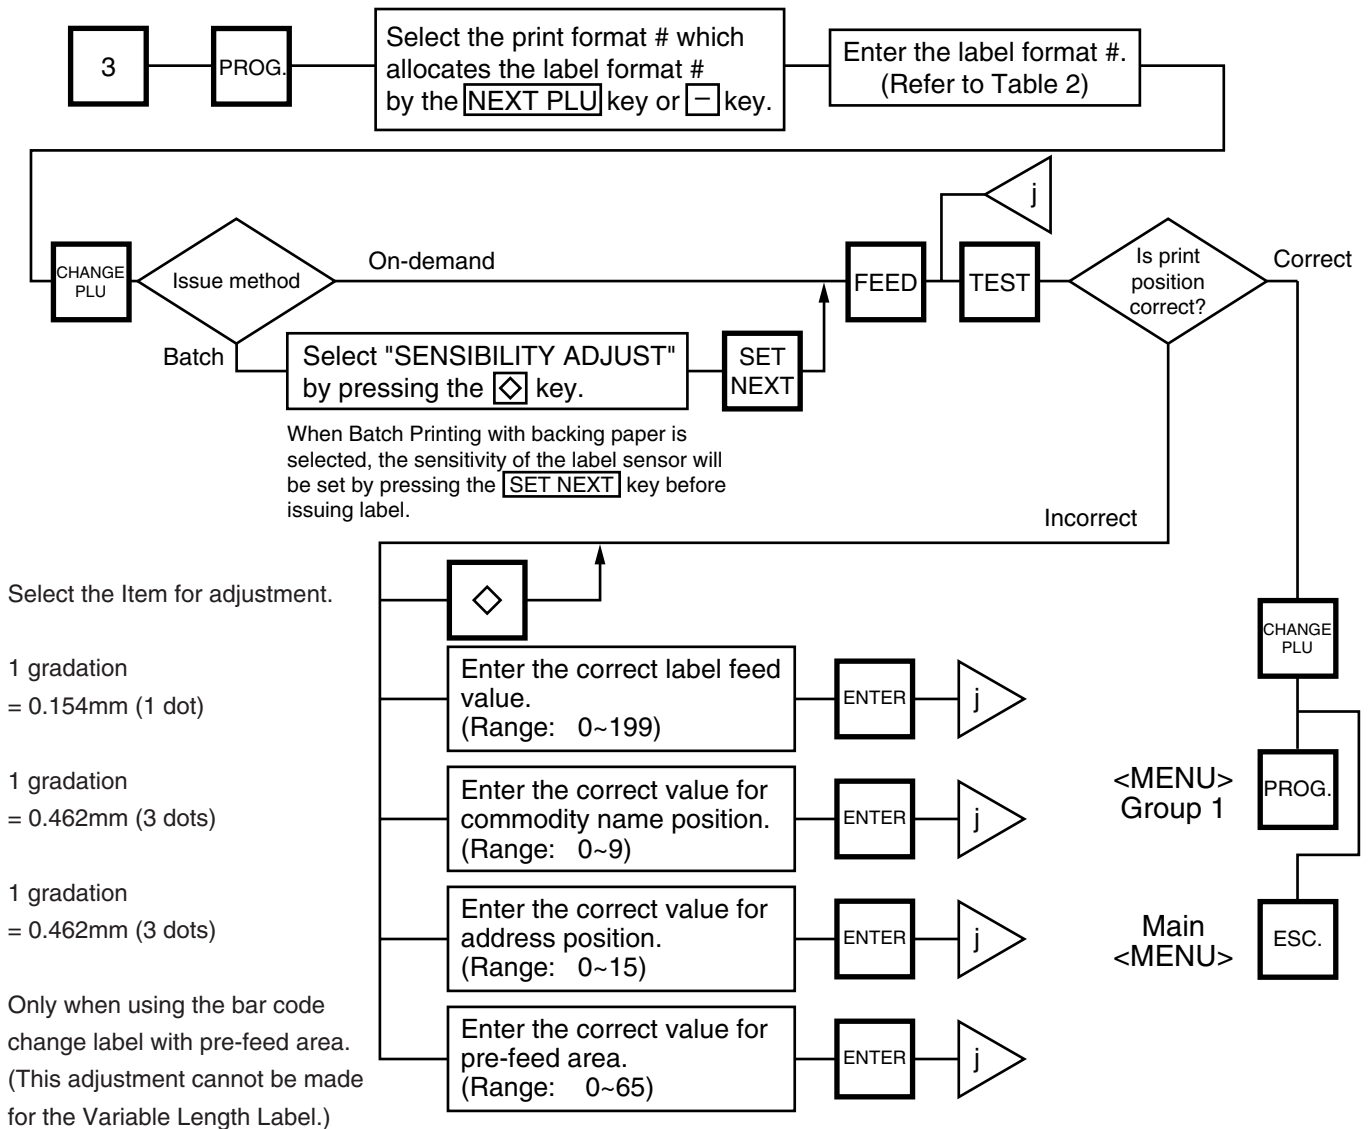 3
PROG.
Select the print format # which
allocates the label format #
by the NEXT PLU key or − key.
Enter the label format #.
(Refer to Table 2)
j
CHANGE
PLU
Issue method
On-demand
Batch
Select "SENSIBILITY ADJUST"
by pressing the ◇ key.
SET
NEXT
When Batch Printing with backing paper is
selected, the sensitivity of the label sensor will
be set by pressing the SET NEXT key before
issuing label.
FEED
TEST
Is print
position
correct?
Correct
Incorrect
Select the Item for adjustment.
◇
1 gradation
= 0.154mm (1 dot)
Enter the correct label feed
value.
(Range: 0~199)
ENTER
j
1 gradation
= 0.462mm (3 dots)
Enter the correct value for
commodity name position.
(Range: 0~9)
ENTER
j
1 gradation
= 0.462mm (3 dots)
Enter the correct value for
address position.
(Range: 0~15)
ENTER
j
Only when using the bar code
change label with pre-feed area.
(This adjustment cannot be made
for the Variable Length Label.)
Enter the correct value for
pre-feed area.
(Range: 0~65)
ENTER
j
CHANGE
PLU
<MENU>
Group 1
PROG.
Main
<MENU>
ESC.